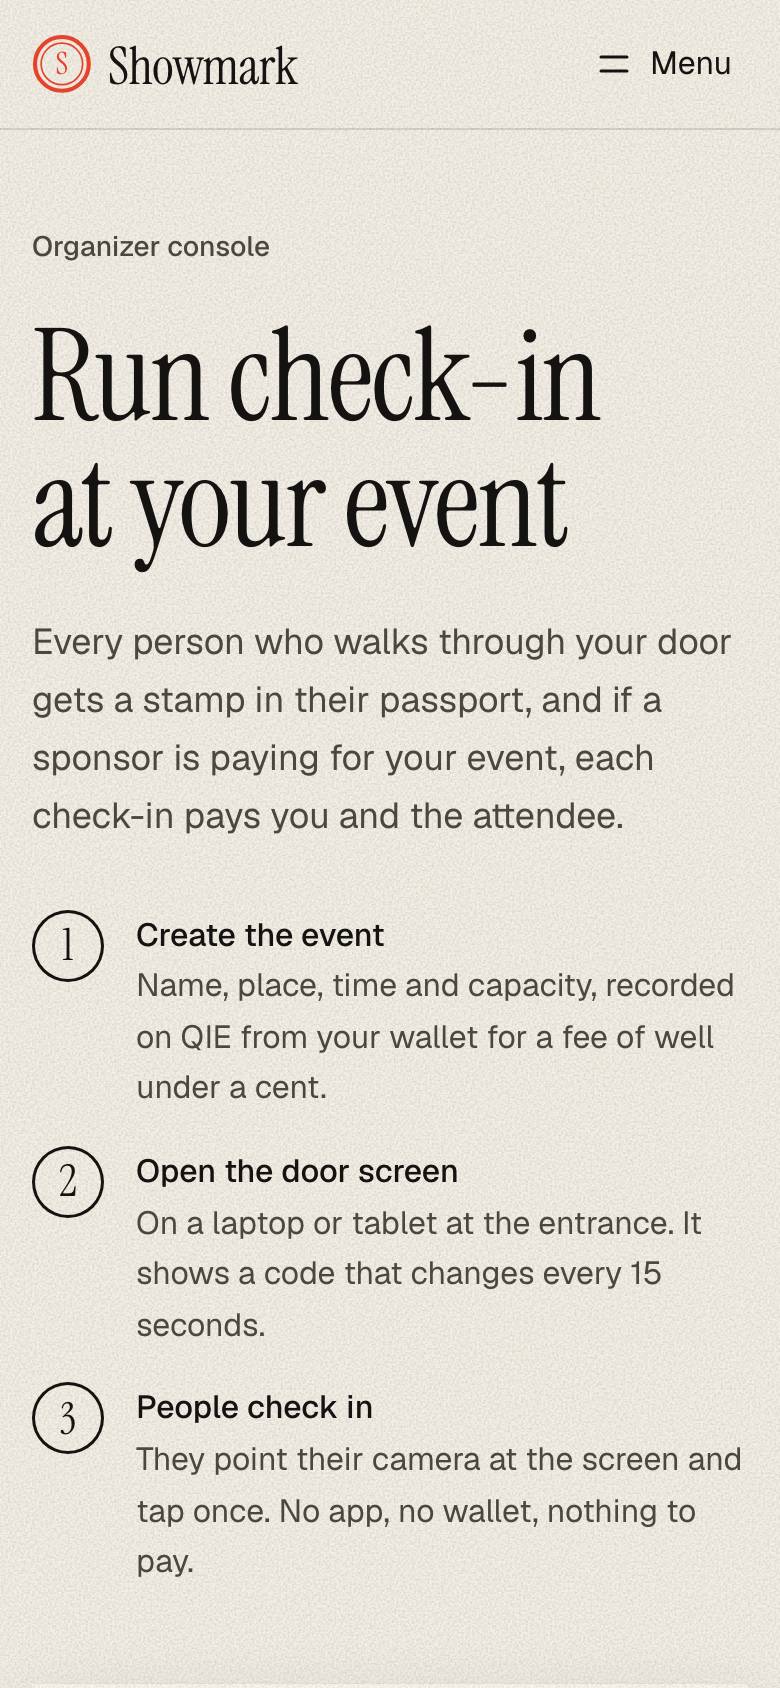 S Showmark
Menu
Organizer console
Run check-in
at your event
Every person who walks through your door
gets a stamp in their passport, and if a
sponsor is paying for your event, each
check-in pays you and the attendee.
1
Create the event
Name, place, time and capacity, recorded
on QIE from your wallet for a fee of well
under a cent.
2
Open the door screen
On a laptop or tablet at the entrance. It
shows a code that changes every 15
seconds.
3
People check in
They point their camera at the screen and
tap once. No app, no wallet, nothing to
pay.